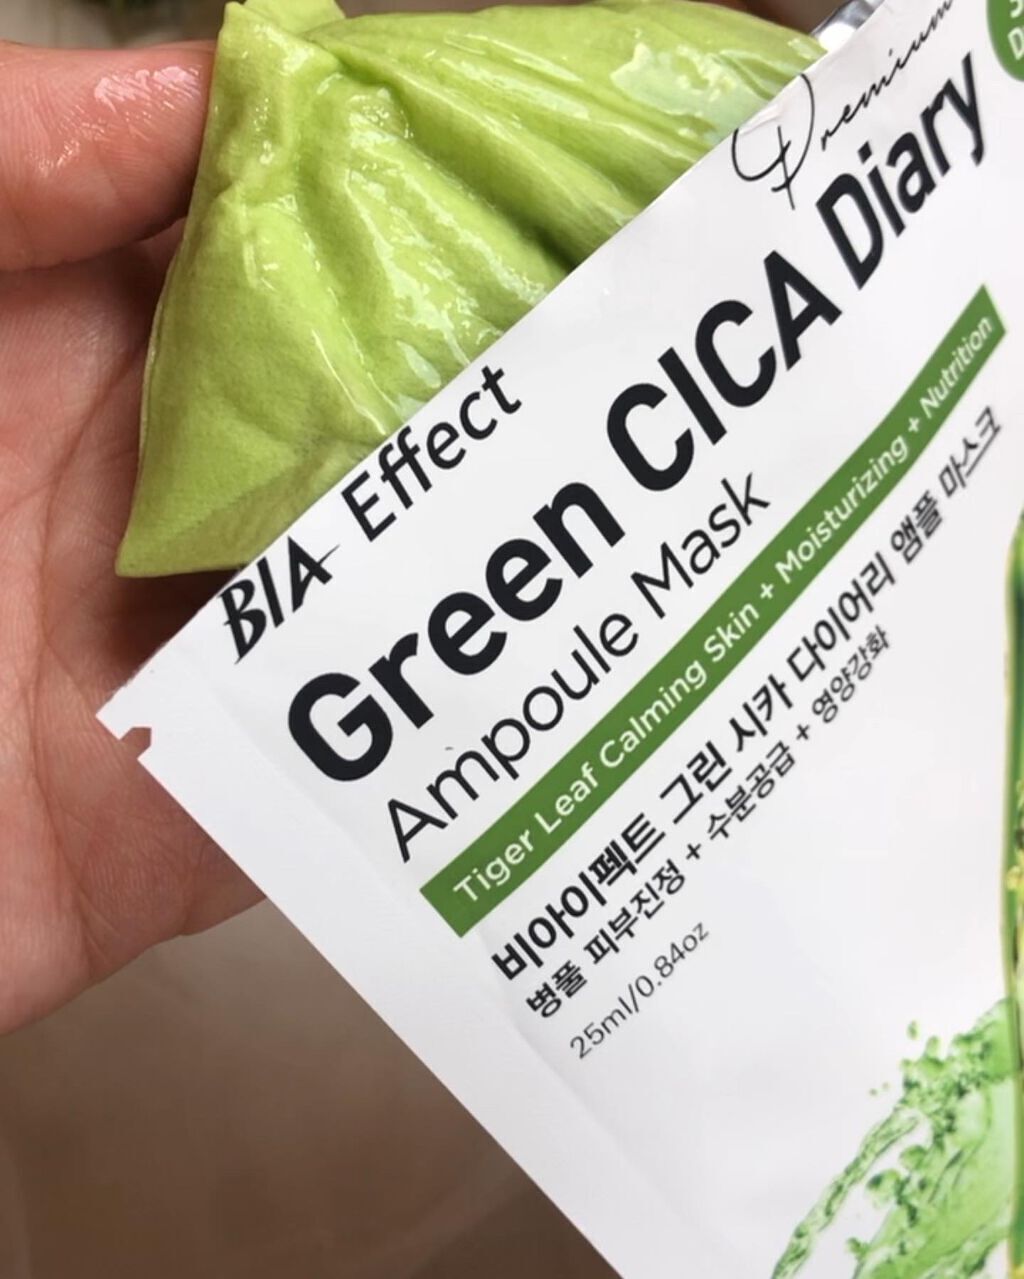 Premium
BIA Effect
Green CICA Diary
Ampoule Mask
Tiger Leaf Calming Skin + Moisturizing + Nutrition
비아이펙트 그린 시카 다이어리 앰플 마스크
병풀 피부진정 + 수분공급 + 영양강화
25ml/0.84oz